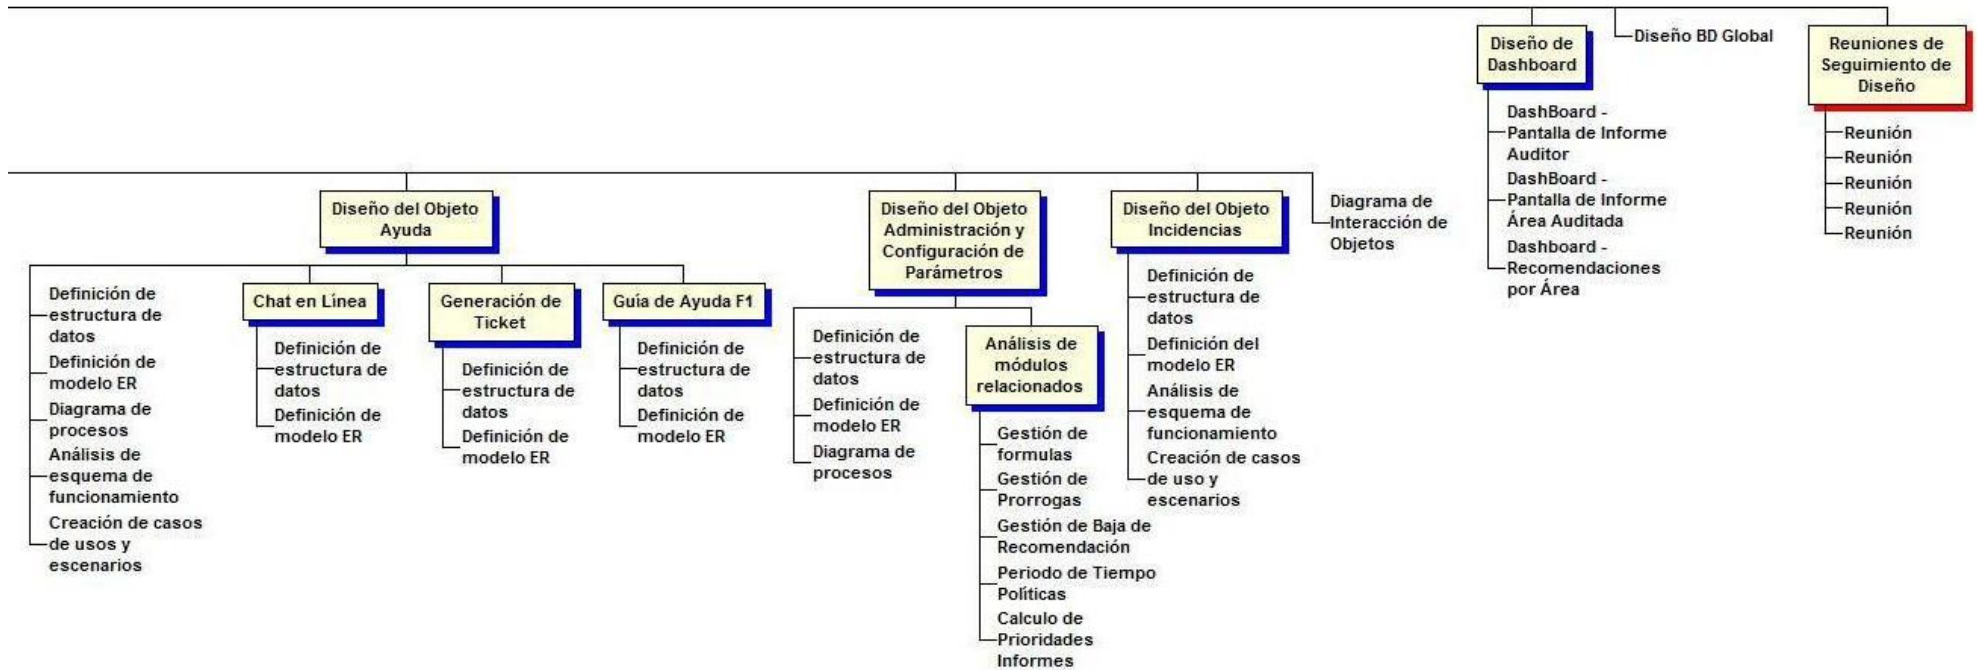 Diseño de
Dashboard
DashBoard -
Pantalla de Informe
Auditor
DashBoard -
Pantalla de Informe
Área Auditada
Dashboard -
Recomendaciones
por Área
Diseño BD Global
Reuniones de
Seguimiento de
Diseño
Reunión
Reunión
Reunión
Reunión
Reunión
Diseño del Objeto
Ayuda
Definición de
estructura de
datos
Definición de
modelo ER
Diagrama de
procesos
Análisis de
esquema de
funcionamiento
Creación de casos
de usos y
escenarios
Chat en Línea
Definición de
estructura de
datos
Definición de
modelo ER
Generación de
Ticket
Definición de
estructura de
datos
Definición de
modelo ER
Guía de Ayuda F1
Definición de
estructura de
datos
Definición de
modelo ER
Diseño del Objeto
Administración y
Configuración de
Parámetros
Definición de
estructura de
datos
Definición de
modelo ER
Diagrama de
procesos
Análisis de
módulos
relacionados
Gestión de
formulas
Gestión de
Prorrogas
Gestión de Baja de
Recomendación
Periodo de Tiempo
Políticas
Calculo de
Prioridades
Informes
Diseño del Objeto
Incidencias
Definición de
estructura de
datos
Definición del
modelo ER
Análisis de
esquema de
funcionamiento
Creación de casos
de uso y
escenarios
Diagrama de
Interacción de
Objetos